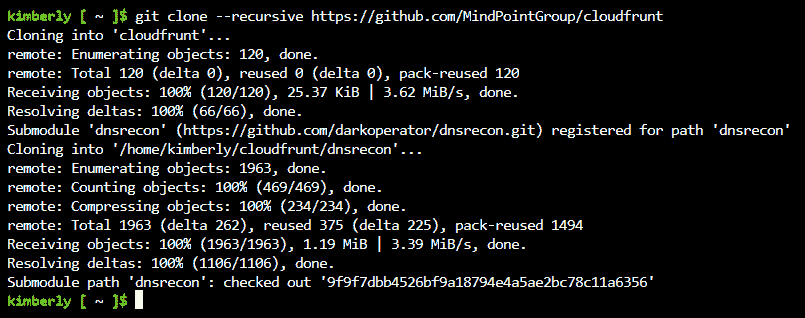 kimberly [ ~ ]$ git clone --recursive https://github.com/MindPointGroup/cloudfrunt
Cloning into 'cloudfrunt'...
remote: Enumerating objects: 120, done.
remote: Total 120 (delta 0), reused 0 (delta 0), pack-reused 120
Receiving objects: 100% (120/120), 25.37 KiB | 3.62 MiB/s, done.
Resolving deltas: 100% (66/66), done.
Submodule 'dnsrecon' (https://github.com/darkoperator/dnsrecon.git) registered for path 'dnsrecon'
Cloning into '/home/kimberly/cloudfrunt/dnsrecon'...
remote: Enumerating objects: 1963, done.
remote: Counting objects: 100% (469/469), done.
remote: Compressing objects: 100% (234/234), done.
remote: Total 1963 (delta 262), reused 375 (delta 225), pack-reused 1494
Receiving objects: 100% (1963/1963), 1.19 MiB | 3.39 MiB/s, done.
Resolving deltas: 100% (1106/1106), done.
Submodule path 'dnsrecon': checked out '9f9f7dbb4526bf9a18794e4a5ae2bc78c11a6356'
kimberly [ ~ ]$